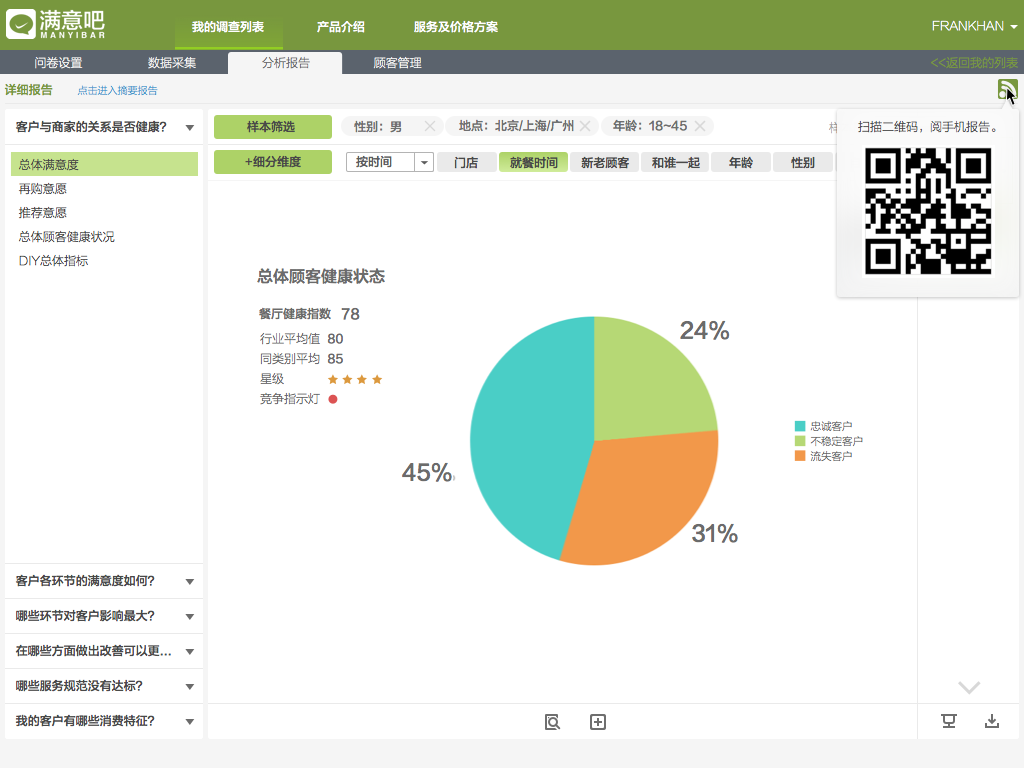 满意吧
MANYIBAR
我的调查列表
产品介绍
服务及价格方案
FRANKHAN
问卷设置
数据采集
分析报告
顾客管理
<<返回我的列表
详细报告
点击进入摘要报告
客户与商家的关系是否健康?
总体满意度
再购意愿
推荐意愿
总体顾客健康状况
DIY总体指标
客户各环节的满意度如何?
哪些环节对客户影响最大?
在哪些方面做出改善可以更...
哪些服务规范没有达标?
我的客户有哪些消费特征?
样本筛选
性别：男
地点：北京/上海/广州
年龄：18~45
样
+细分维度
按时间
门店
就餐时间
新老顾客
和谁一起
年龄
性别
扫描二维码，阅手机报告。
总体顾客健康状态
餐厅健康指数 78
行业平均值 80
同类别平均 85
星级
竞争指示灯
24%
45%
31%
忠诚客户
不稳定客户
流失客户